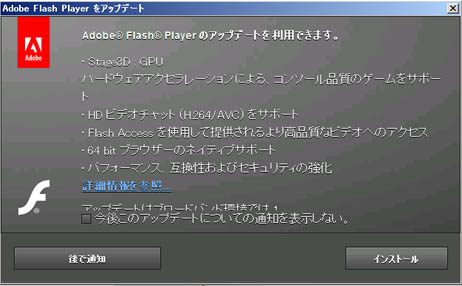 Adobe Flash Player をアップデート
Adobe
Adobe® Flash® Player のアップデートを利用できます。
・Stage3D : GPU
ハードウェアアクセラレーションによる、コンソール品質のゲームをサポー
ト
・HD ビデオチャット (H264/AVC) をサポート
・Flash Access を使用して提供されるより高品質なビデオへのアクセス
・64 bit ブラウザーのネイティブサポート
・パフォーマンス、互換性およびセキュリティの強化
詳細情報を参照...
アップデートはブロードバンド環境では 1
今後このアップデートについての通知を表示しない。
後で通知
インストール